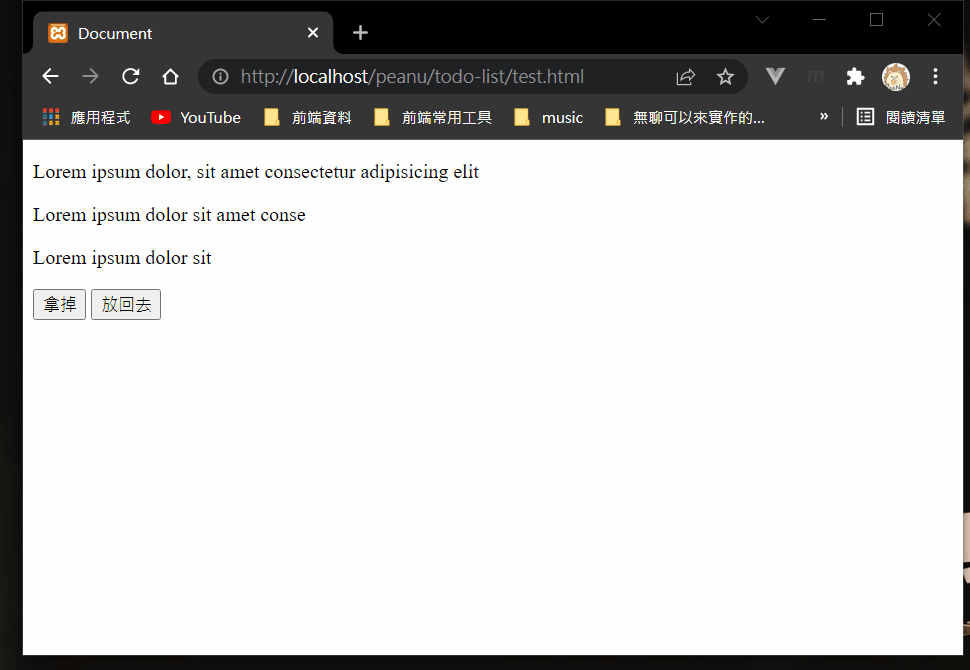 Document
http://localhost/peanu/todo-list/test.html
應用程式 YouTube 前端資料 前端常用工具 music 無聊可以來實作的... » 閱讀清單
Lorem ipsum dolor, sit amet consectetur adipisicing elit
Lorem ipsum dolor sit amet conse
Lorem ipsum dolor sit
拿掉 放回去